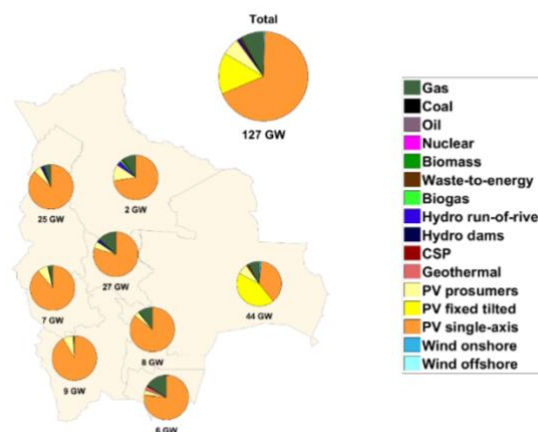 Total
127 GW
25 GW
2 GW
27 GW
7 GW
44 GW
8 GW
9 GW
6 GW
Gas
Coal
Oil
Nuclear
Biomass
Waste-to-energy
Biogas
Hydro run-of-rive
Hydro dams
CSP
Geothermal
PV prosumers
PV fixed tilted
PV single-axis
Wind onshore
Wind offshore